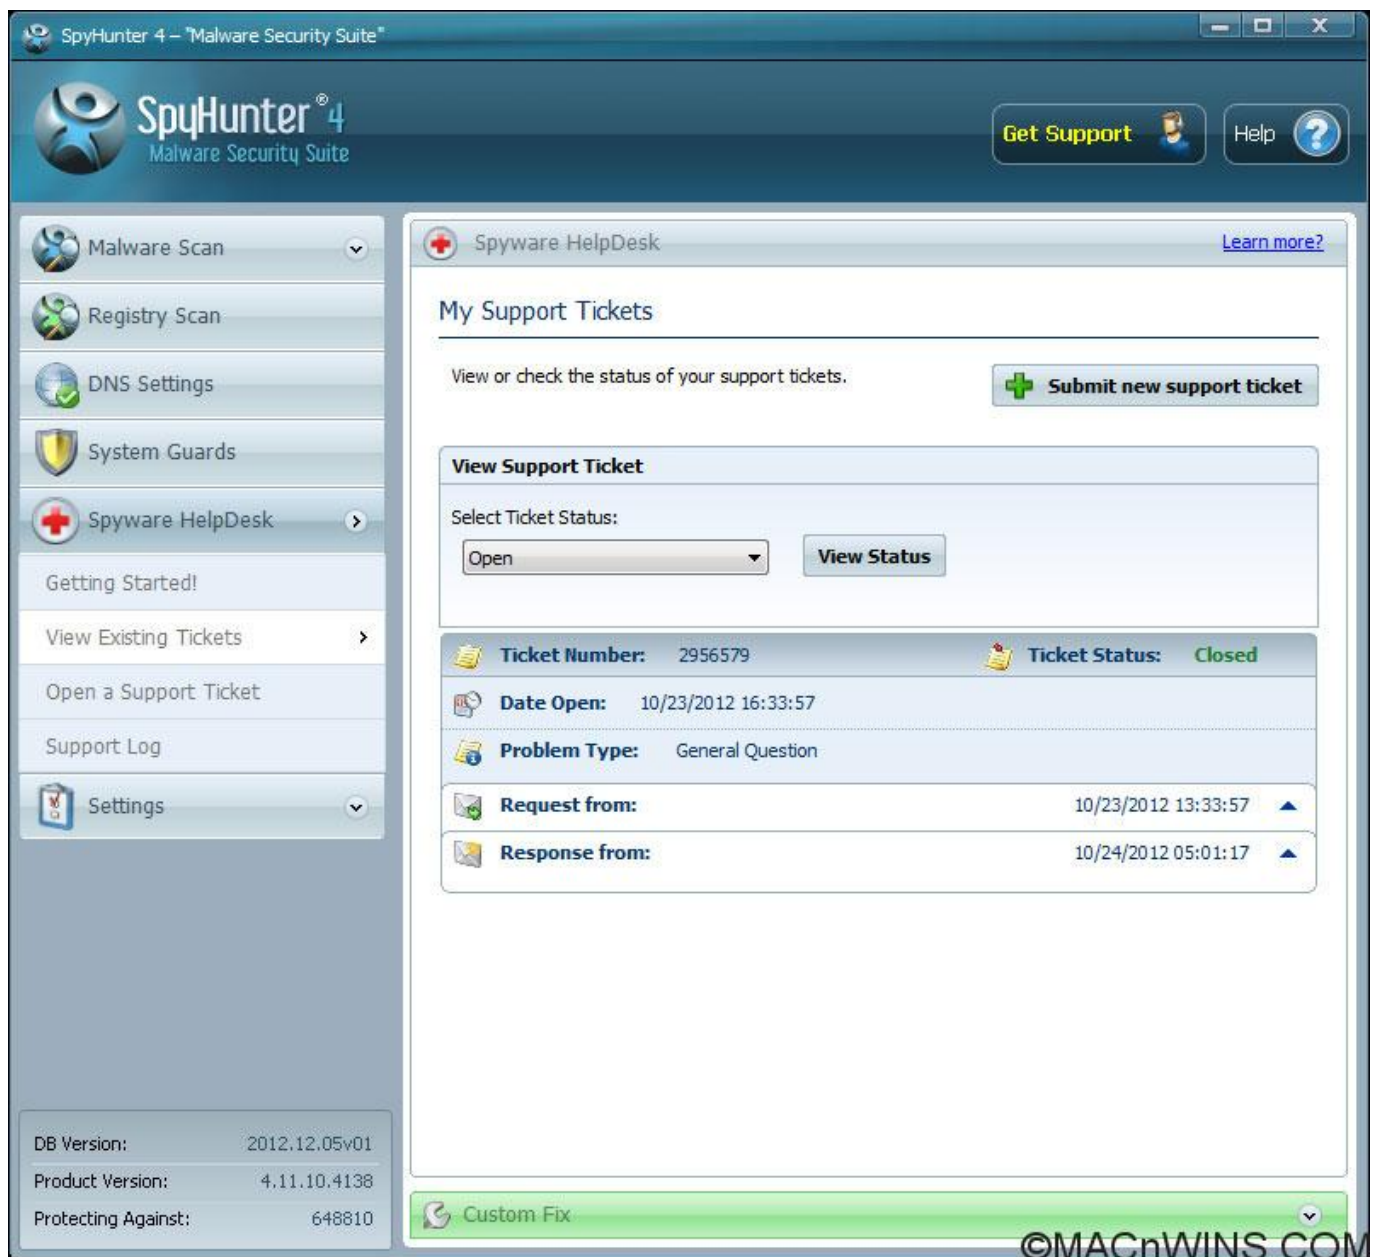 SpyHunter 4 – "Malware Security Suite"
SpyHunter®4
Malware Security Suite
Get Support
Help
Malware Scan
Registry Scan
DNS Settings
System Guards
Spyware HelpDesk
Getting Started!
View Existing Tickets
Open a Support Ticket
Support Log
Settings
DB Version: 2012.12.05v01
Product Version: 4.11.10.4138
Protecting Against: 648810
Spyware HelpDesk Learn more?
My Support Tickets
View or check the status of your support tickets.
Submit new support ticket
View Support Ticket
Select Ticket Status:
Open View Status
Ticket Number: 2956579 Ticket Status: Closed
Date Open: 10/23/2012 16:33:57
Problem Type: General Question
Request from: 10/23/2012 13:33:57
Response from: 10/24/2012 05:01:17
Custom Fix
©MACnWINS.COM